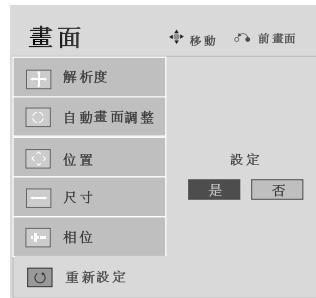 畫面 移動 前畫面
解析度
自動畫面調整
位置
設定
尺寸
是 否
相位
重新設定